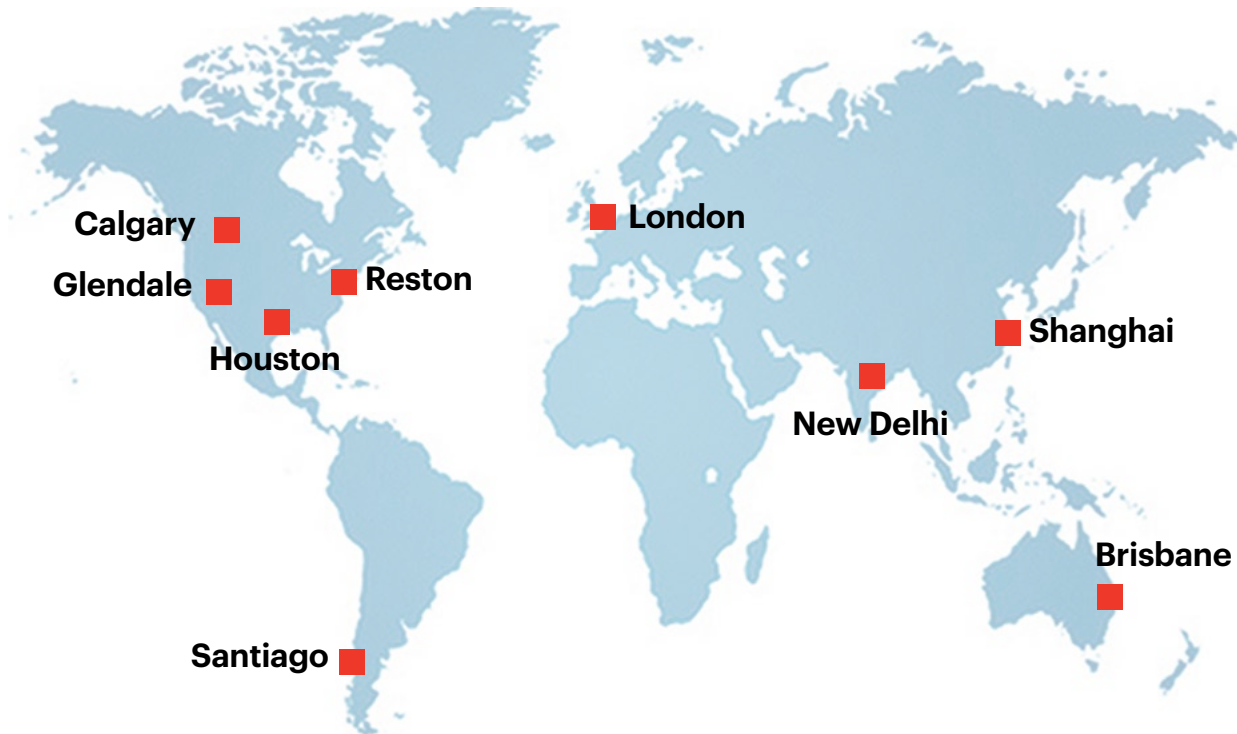 Calgary
London
Glendale
Reston
Houston
Shanghai
New Delhi
Brisbane
Santiago